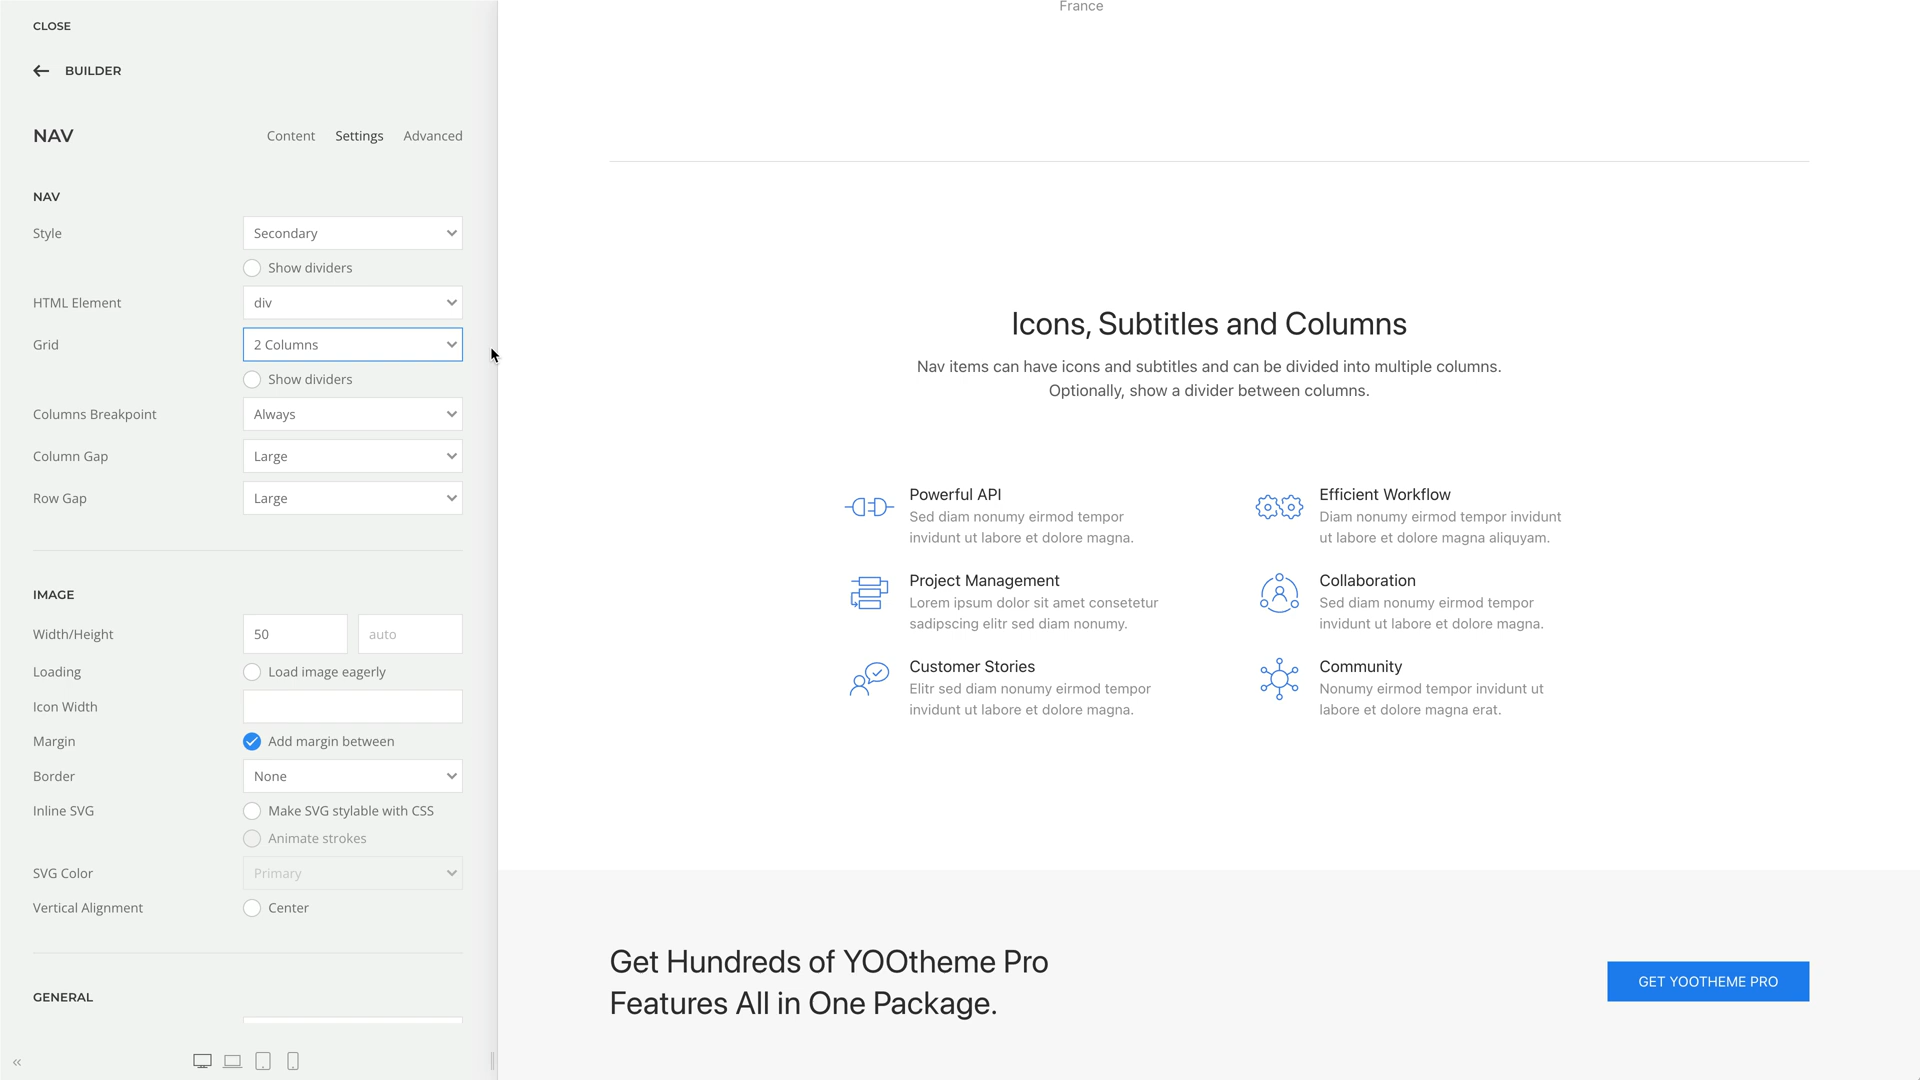 CLOSE
BUILDER
NAV
Content Settings Advanced
NAV
Style Secondary
Show dividers
HTML Element div
Grid 2 Columns
Show dividers
Columns Breakpoint Always
Column Gap Large
Row Gap Large
IMAGE
Width/Height 50 auto
Loading Load image eagerly
Icon Width
Margin Add margin between
Border None
Inline SVG Make SVG stylable with CSS
Animate strokes
SVG Color Primary
Vertical Alignment Center
GENERAL
France
Icons, Subtitles and Columns
Nav items can have icons and subtitles and can be divided into multiple columns.
Optionally, show a divider between columns.
Powerful API
Sed diam nonumy eirmod tempor
invidunt ut labore et dolore magna.
Efficient Workflow
Diam nonumy eirmod tempor invidunt
ut labore et dolore magna aliquyam.
Project Management
Lorem ipsum dolor sit amet consetetur
sadipscing elitr sed diam nonumy.
Collaboration
Sed diam nonumy eirmod tempor
invidunt ut labore et dolore magna.
Customer Stories
Elitr sed diam nonumy eirmod tempor
invidunt ut labore et dolore magna.
Community
Nonumy eirmod tempor invidunt ut
labore et dolore magna erat.
Get Hundreds of YOOtheme Pro
Features All in One Package.
GET YOOTHEME PRO